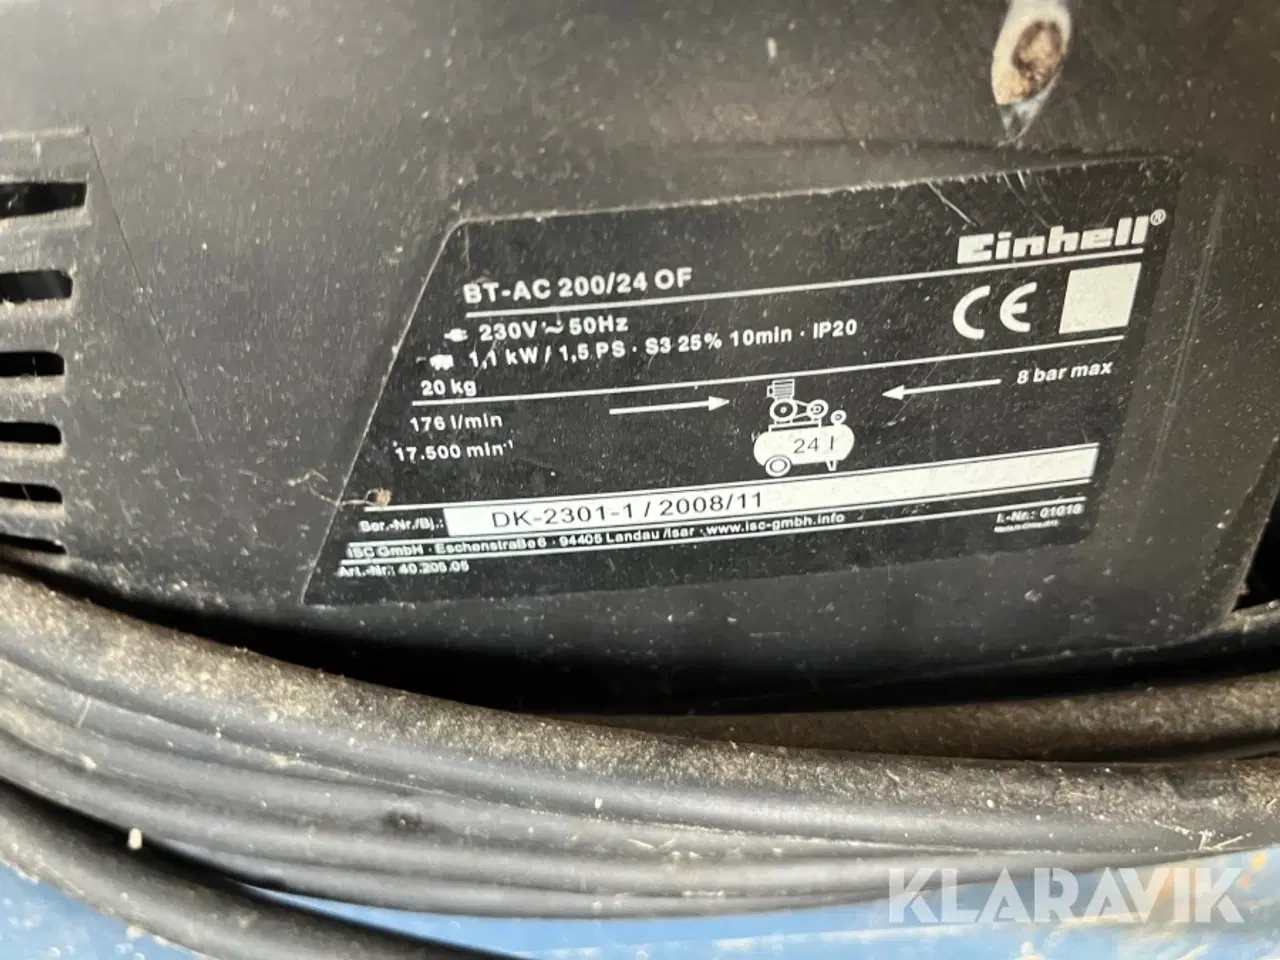 Einhell®
BT-AC 200/24 OF
230V ~ 50Hz
1,1 kW / 1,5 PS · S3 25% 10min · IP20
CE
20 kg
8 bar max
176 l/min
24 l
17.500 min⁻¹
Ser.-Nr./Bj.: DK-2301-1 / 2008/11
ISC GmbH · Eschenstraße 6 · 94405 Landau /Isar · www.isc-gmbh.info
I.-Nr.: 01018
Art.-Nr.: 40.205.05
KLARAVIK